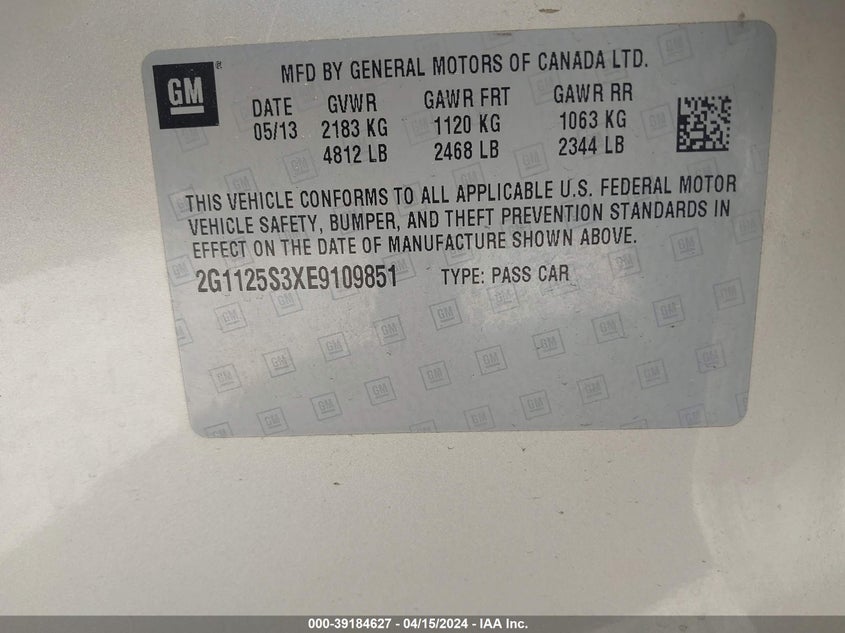 GM
MFD BY GENERAL MOTORS OF CANADA LTD.
DATE GVWR GAWR FRT GAWR RR
05/13 2183 KG 1120 KG 1063 KG
4812 LB 2468 LB 2344 LB
THIS VEHICLE CONFORMS TO ALL APPLICABLE U.S. FEDERAL MOTOR
VEHICLE SAFETY, BUMPER, AND THEFT PREVENTION STANDARDS IN
EFFECT ON THE DATE OF MANUFACTURE SHOWN ABOVE.
2G1125S3XE9109851 TYPE: PASS CAR
000-39184627 - 04/15/2024 - IAA Inc.